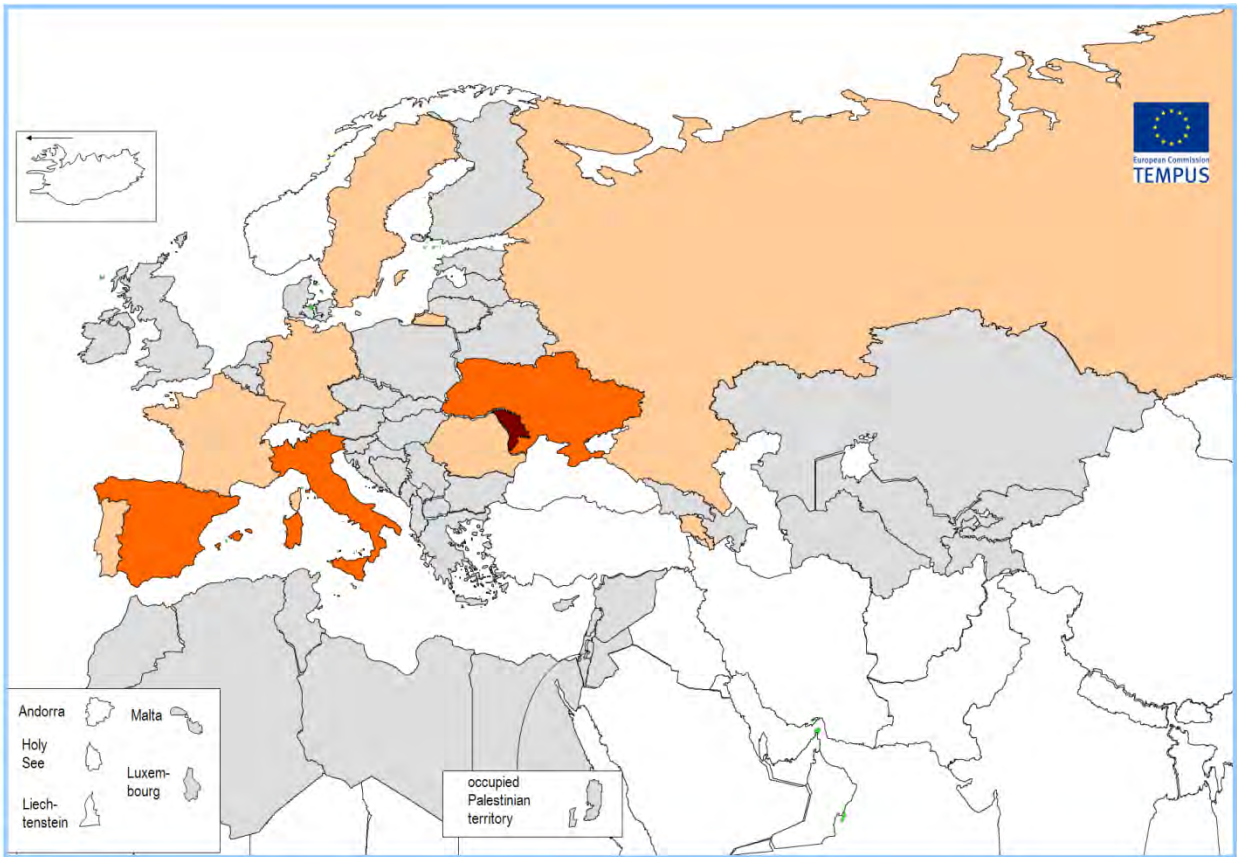 European Commission
TEMPUS
Andorra
Malta
Holy
See
Luxem-
bourg
Liech-
tenstein
occupied
Palestinian
territory